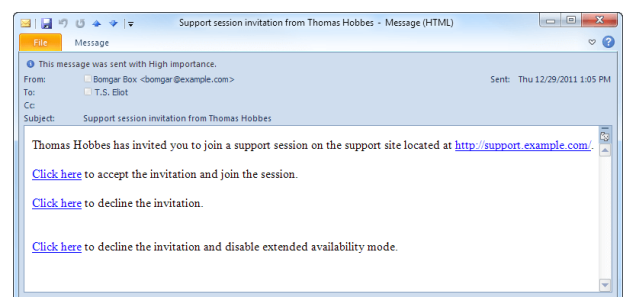 Support session invitation from Thomas Hobbes - Message (HTML)
File Message
This message was sent with High importance.
From: Bomgar Box <bomgar@example.com> Sent: Thu 12/29/2011 1:05 PM
To: T.S. Eliot
Cc:
Subject: Support session invitation from Thomas Hobbes
Thomas Hobbes has invited you to join a support session on the support site located at http://support.example.com/.
Click here to accept the invitation and join the session.
Click here to decline the invitation.
Click here to decline the invitation and disable extended availability mode.